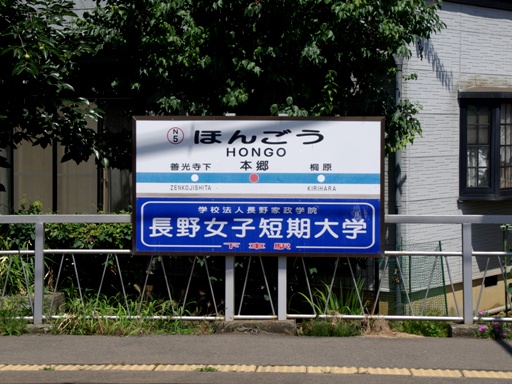 N
5
ほんごう
HONGO
善光寺下 本郷 桐原
ZENKOJISHITA KIRIHARA
学校法人長野家政学院
長野女子短期大学
下車駅